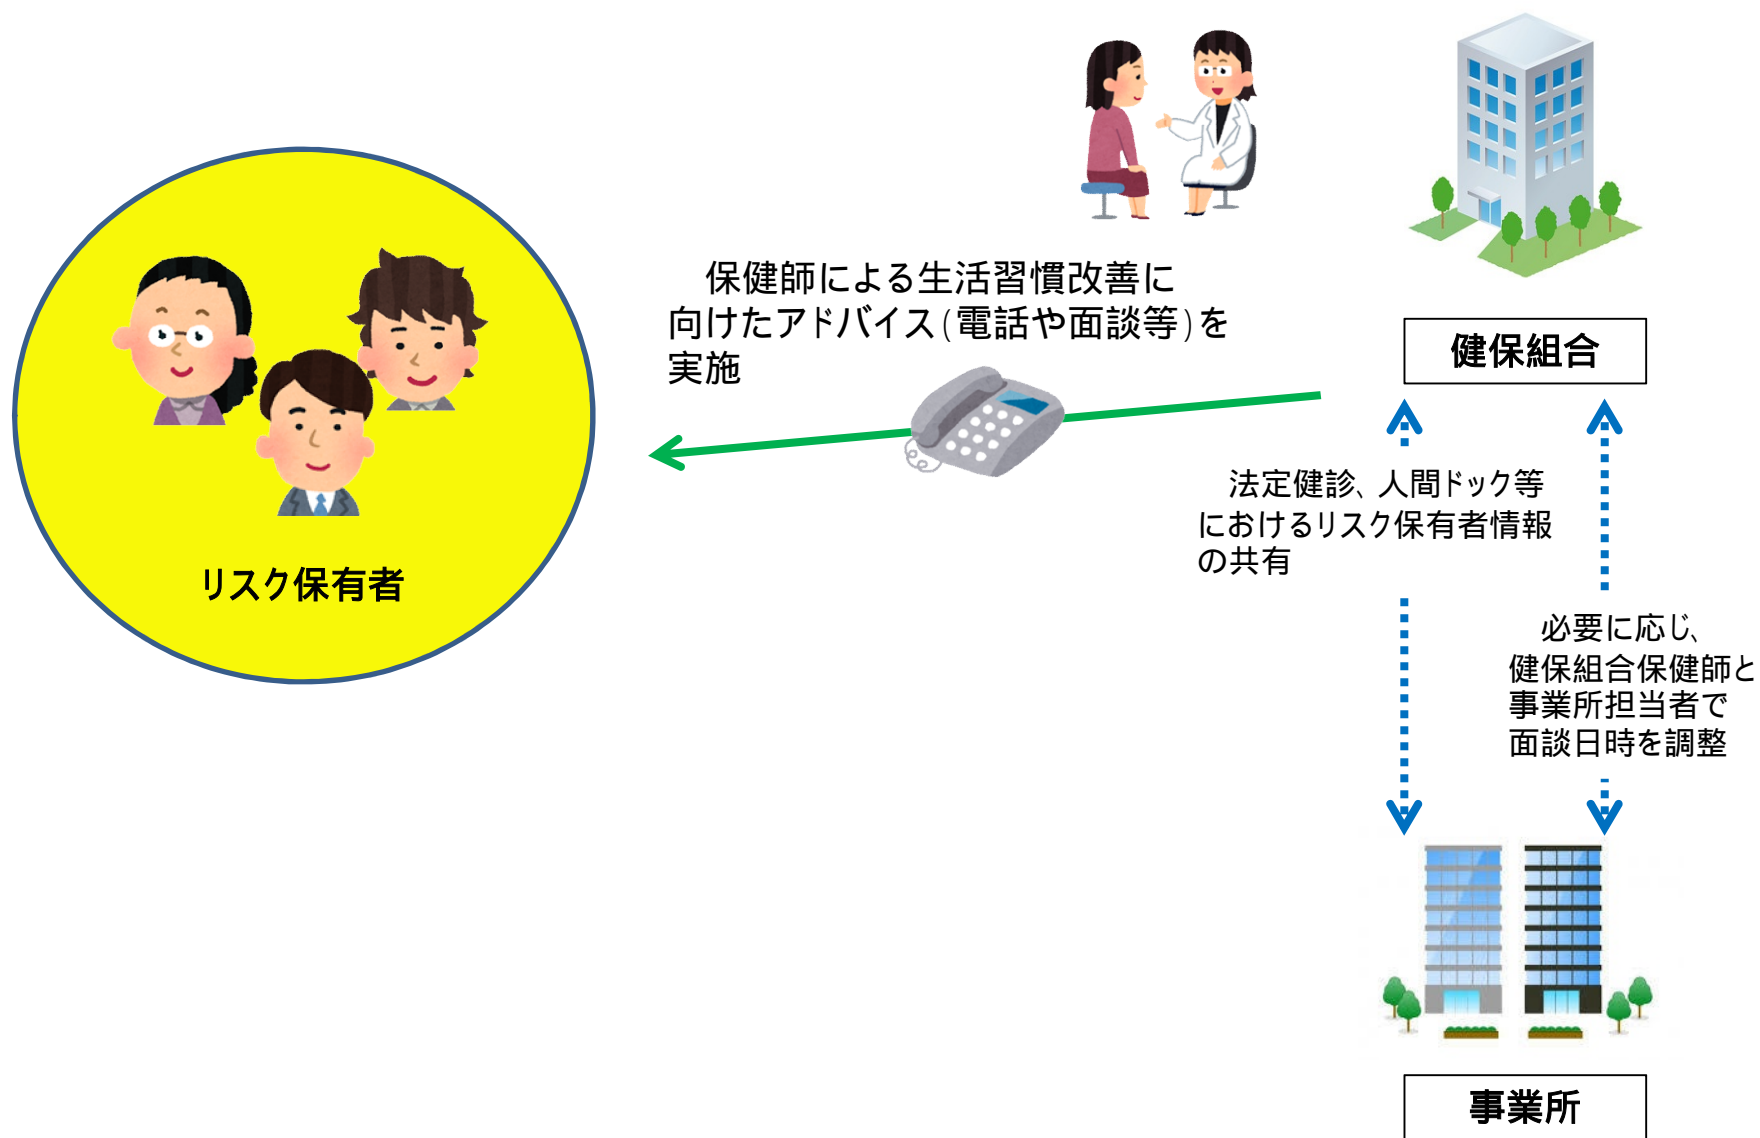 保健師による生活習慣改善に
向けたアドバイス(電話や面談等)を
実施
健保組合
法定健診、人間ドック等
におけるリスク保有者情報
の共有
リスク保有者
必要に応じ、
健保組合保健師と
事業所担当者で
面談日時を調整
事業所